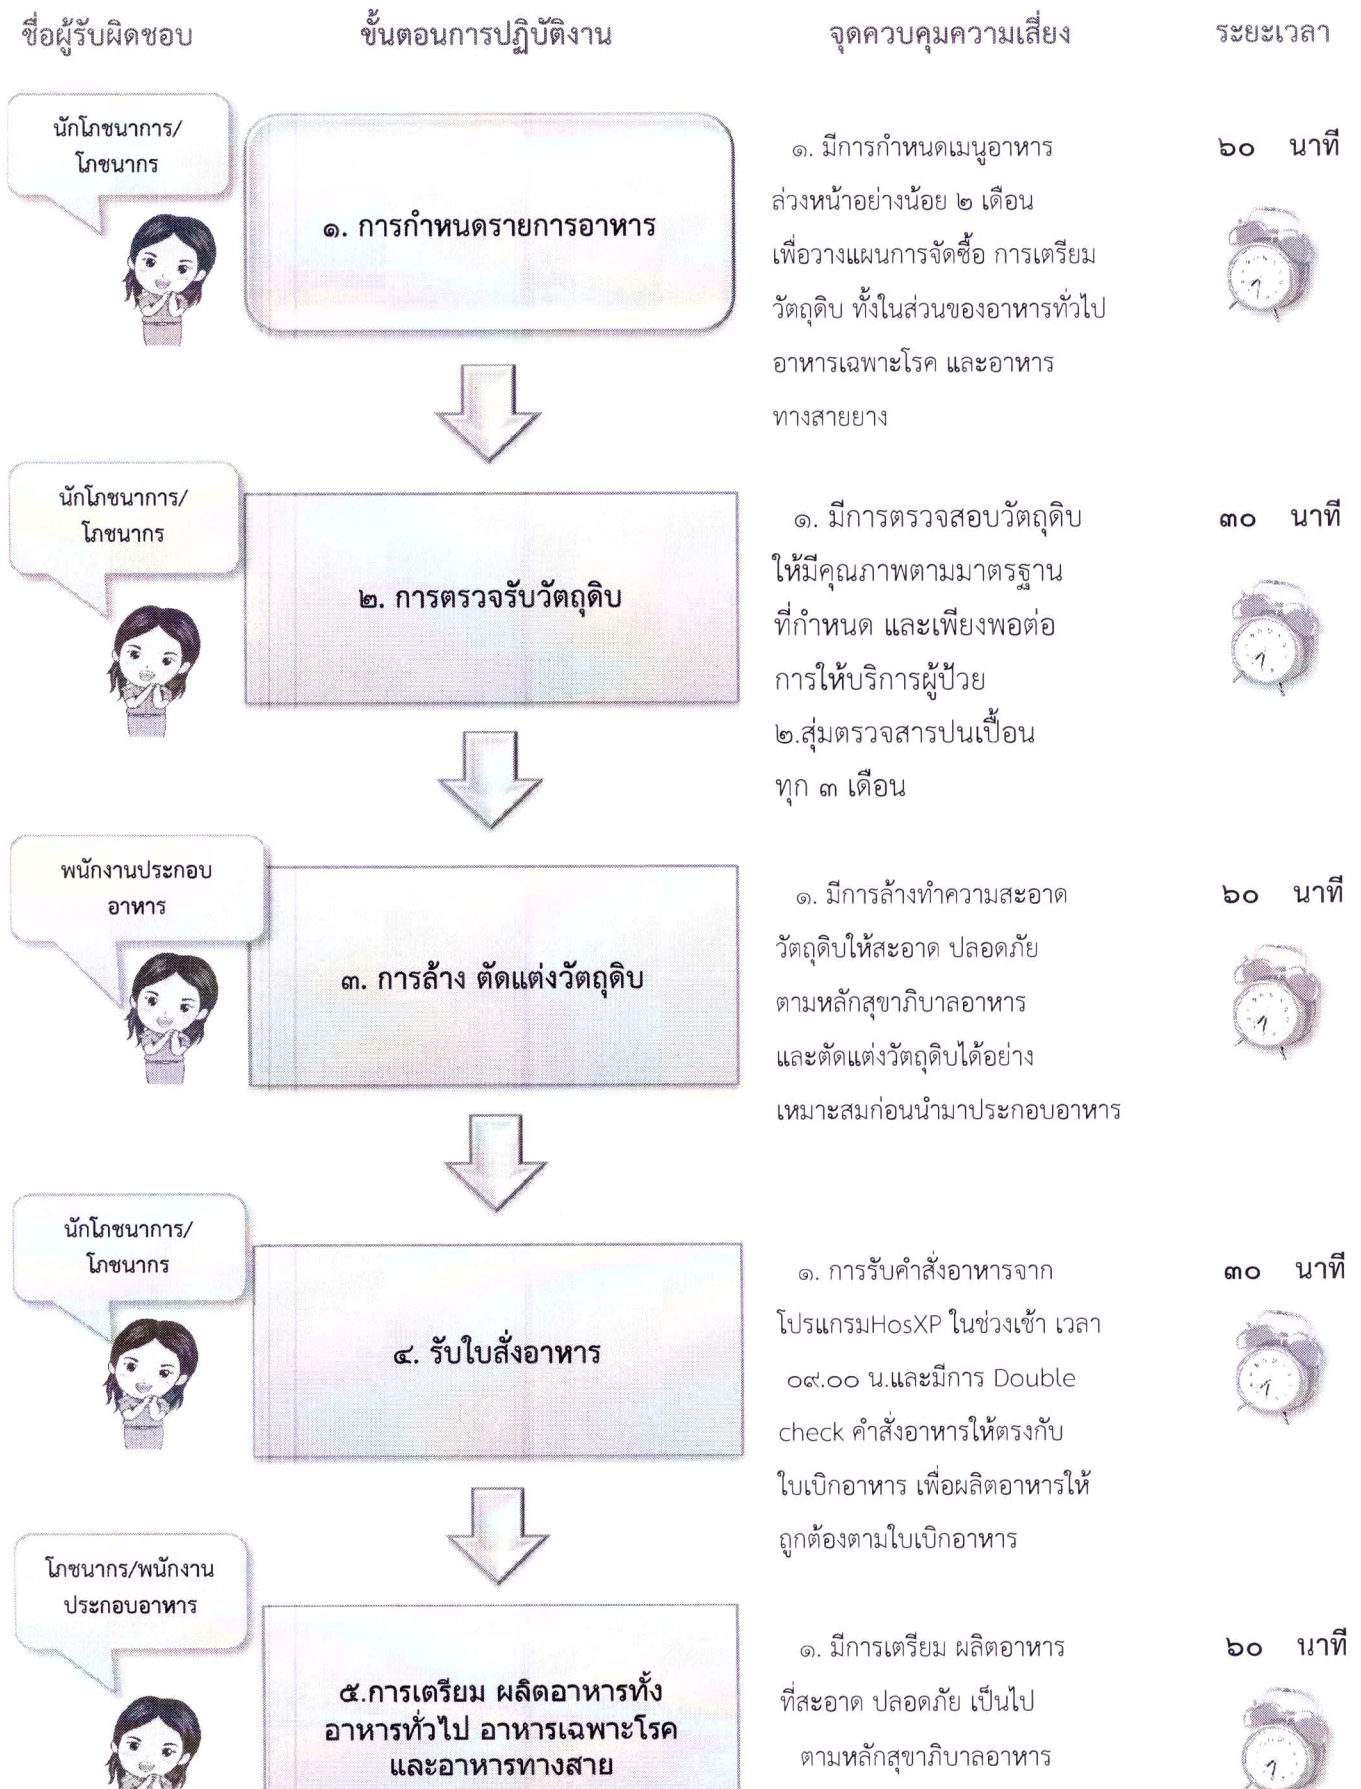 ชื่อผู้รับผิดชอบ ขั้นตอนการปฏิบัติงาน จุดควบคุมความเสี่ยง ระยะเวลา
นักโภชนาการ/
โภชนากร
๑. การกำหนดรายการอาหาร
๑. มีการกำหนดเมนูอาหาร
ล่วงหน้าอย่างน้อย ๒ เดือน
เพื่อวางแผนการจัดซื้อ การเตรียม
วัตถุดิบ ทั้งในส่วนของอาหารทั่วไป
อาหารเฉพาะโรค และอาหาร
ทางสายยาง
๖๐ นาที
นักโภชนาการ/
โภชนากร
๒. การตรวจรับวัตถุดิบ
๑. มีการตรวจสอบวัตถุดิบ
ให้มีคุณภาพตามมาตรฐาน
ที่กำหนด และเพียงพอต่อ
การให้บริการผู้ป่วย
๒.สุ่มตรวจสารปนเปื้อน
ทุก ๓ เดือน
๓๐ นาที
พนักงานประกอบ
อาหาร
๓. การล้าง ตัดแต่งวัตถุดิบ
๑. มีการล้างทำความสะอาด
วัตถุดิบให้สะอาด ปลอดภัย
ตามหลักสุขาภิบาลอาหาร
และตัดแต่งวัตถุดิบได้อย่าง
เหมาะสมก่อนนำมาประกอบอาหาร
๖๐ นาที
นักโภชนาการ/
โภชนากร
๔. รับใบสั่งอาหาร
๑. การรับคำสั่งอาหารจาก
โปรแกรมHosXP ในช่วงเช้า เวลา
๐๙.๐๐ น.และมีการ Double
check คำสั่งอาหารให้ตรงกับ
ใบเบิกอาหาร เพื่อผลิตอาหารให้
ถูกต้องตามใบเบิกอาหาร
๓๐ นาที
โภชนากร/พนักงาน
ประกอบอาหาร
๕.การเตรียม ผลิตอาหารทั้ง
อาหารทั่วไป อาหารเฉพาะโรค
และอาหารทางสาย
๑. มีการเตรียม ผลิตอาหาร
ที่สะอาด ปลอดภัย เป็นไป
ตามหลักสุขาภิบาลอาหาร
๖๐ นาที